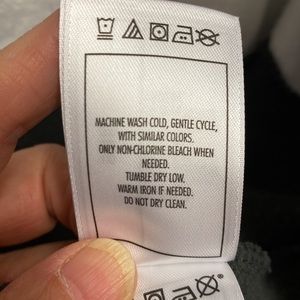 MACHINE WASH COLD, GENTLE CYCLE,
WITH SIMILAR COLORS.
ONLY NON-CHLORINE BLEACH WHEN
NEEDED.
TUMBLE DRY LOW.
WARM IRON IF NEEDED.
DO NOT DRY CLEAN.